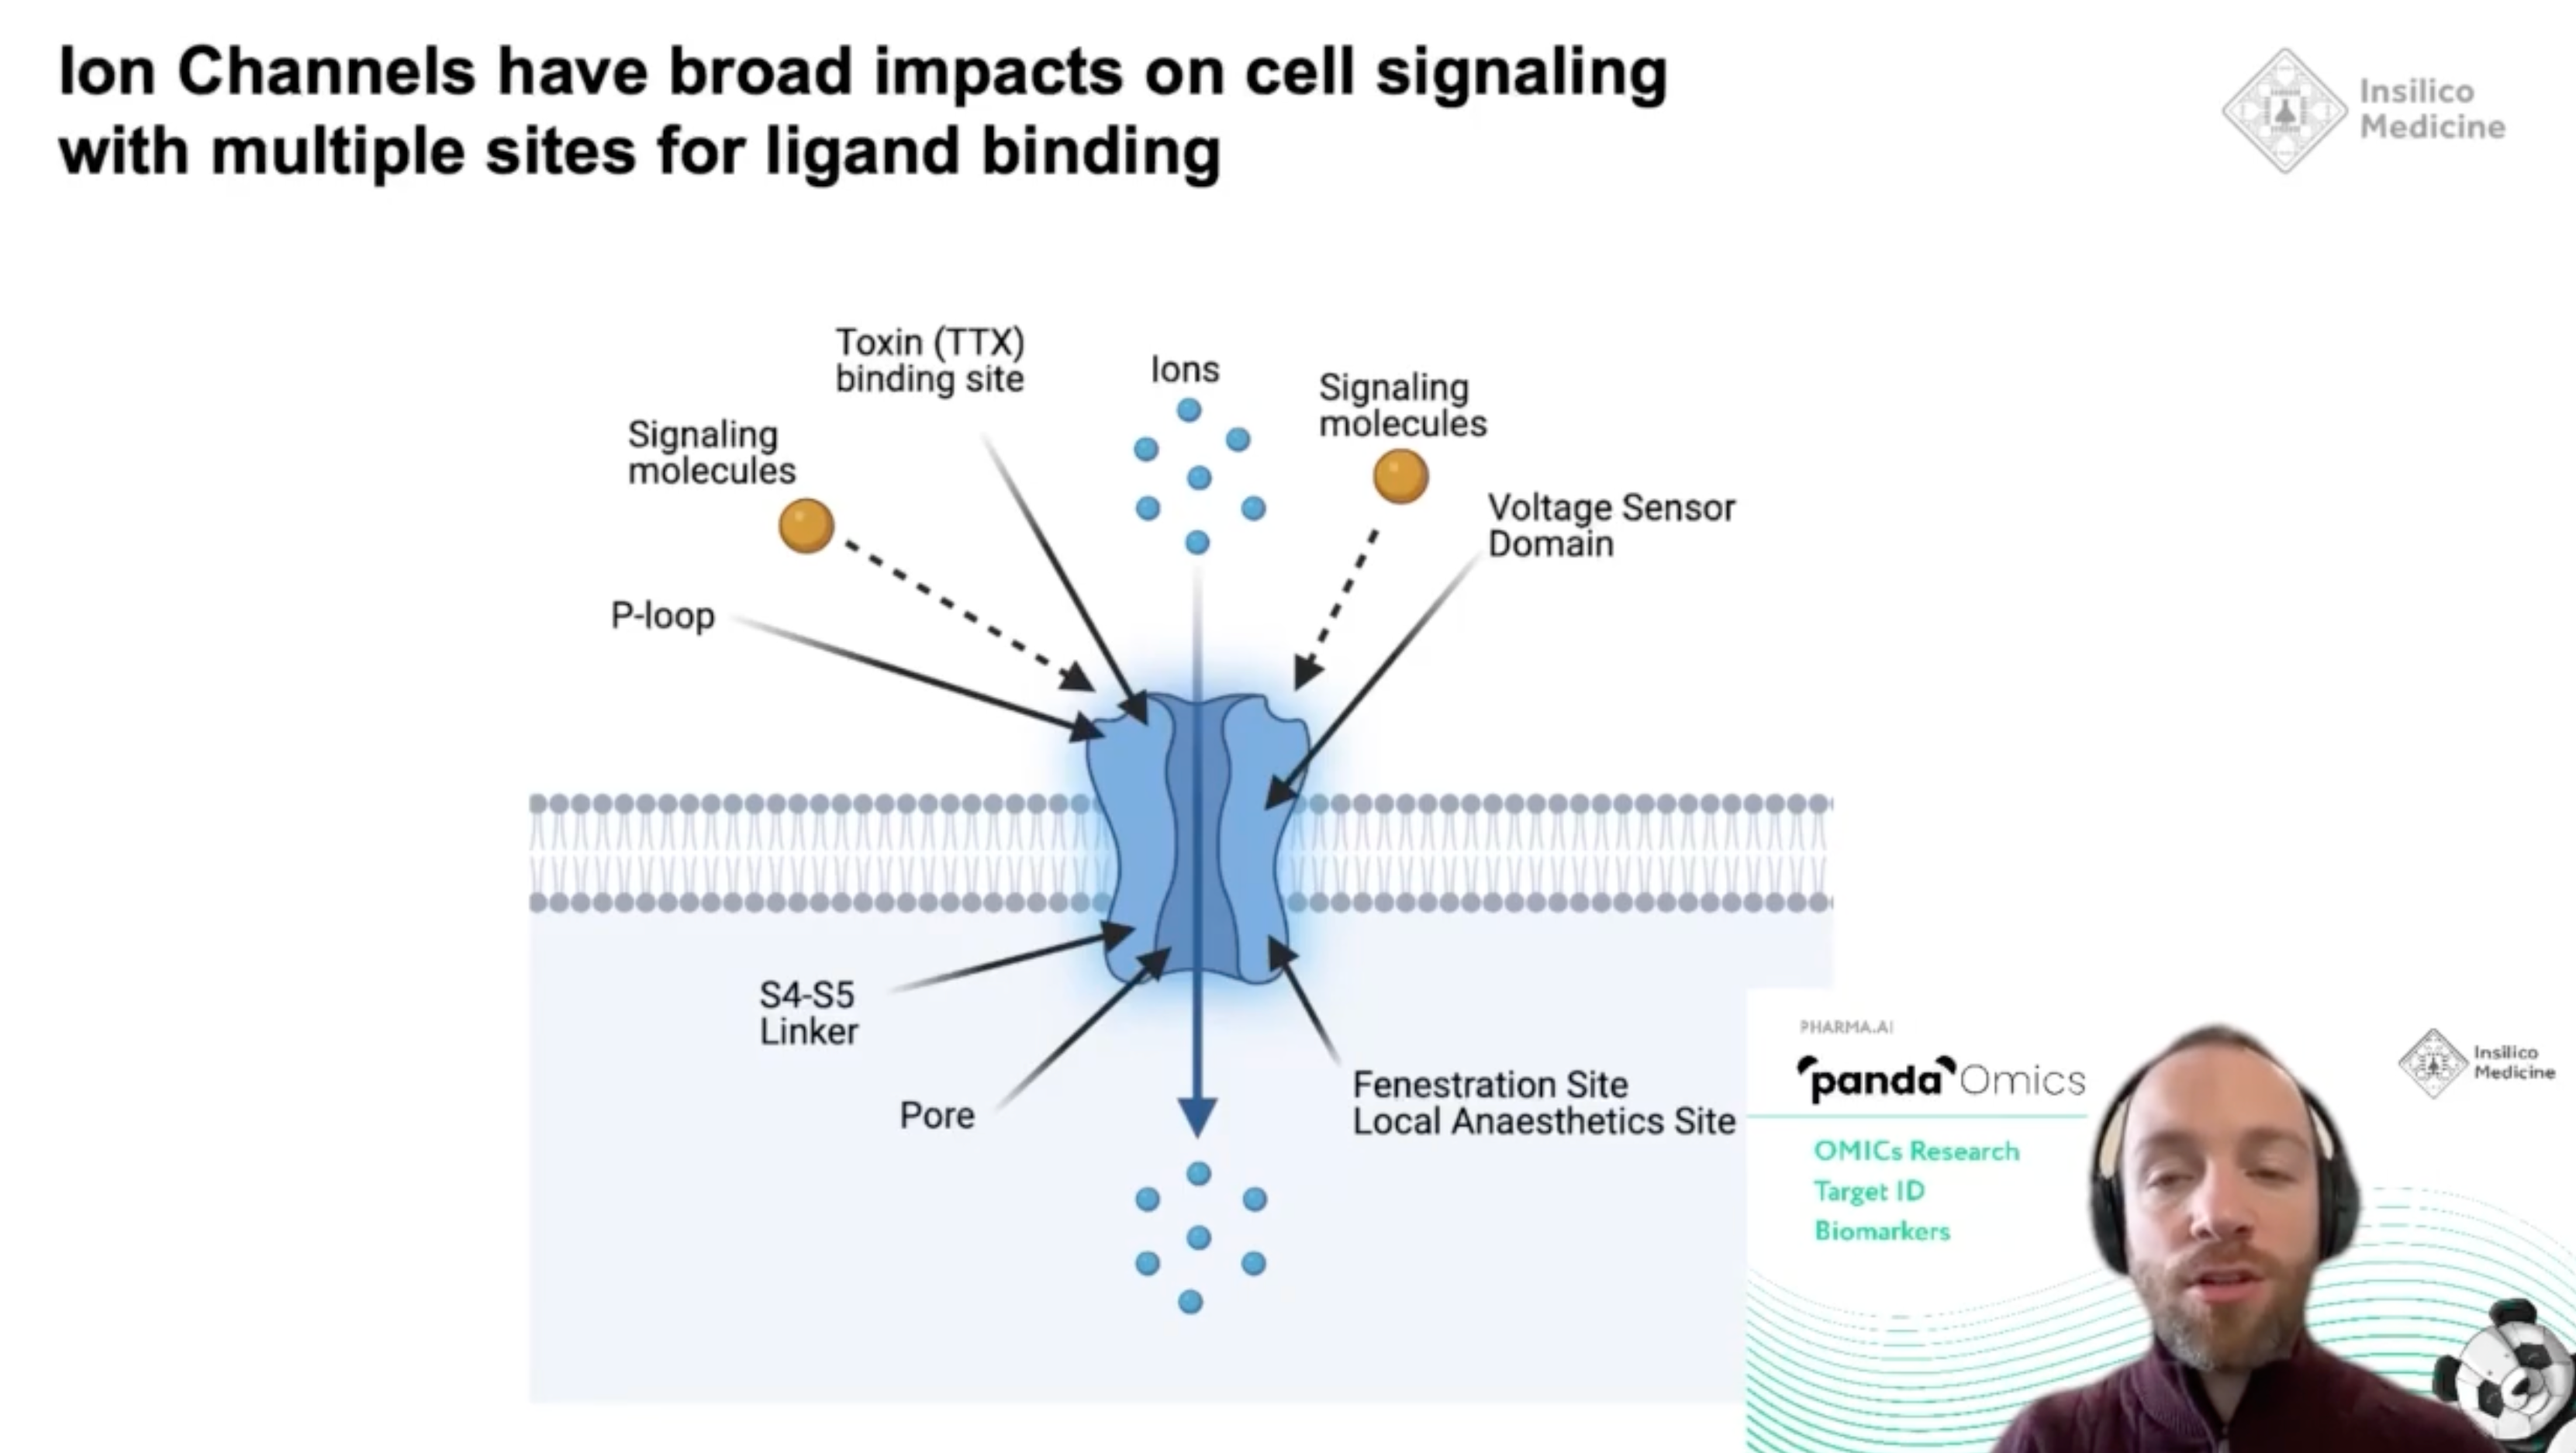 Ion Channels have broad impacts on cell signaling
with multiple sites for ligand binding
Insilico
Medicine
Toxin (TTX)
binding site
Ions
Signaling
molecules
Signaling
molecules
Voltage Sensor
Domain
P-loop
S4-S5
Linker
Pore
Fenestration Site
Local Anaesthetics Site
PHARMA.AI
panda Omics
Insilico
Medicine
OMICs Research
Target ID
Biomarkers